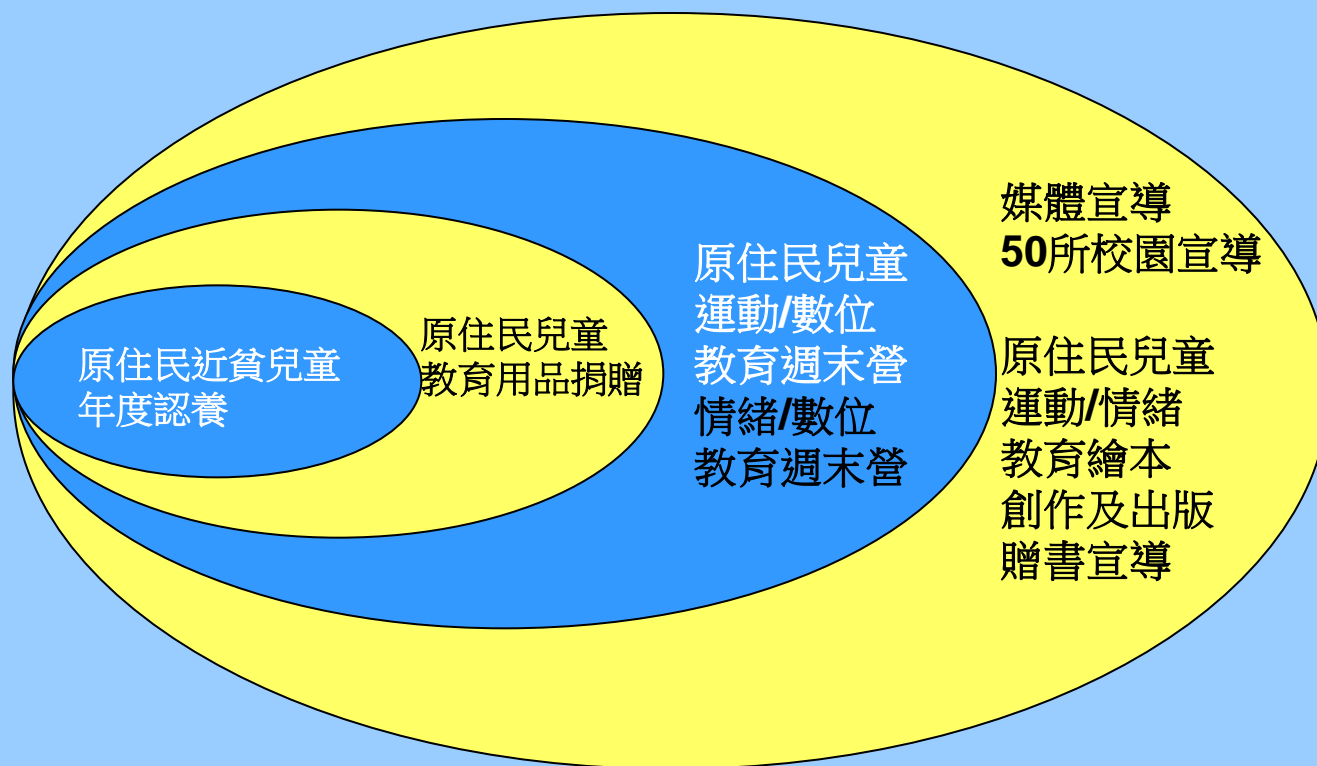 原住民近貧兒童
年度認養
原住民兒童
教育用品捐贈
原住民兒童
運動/數位
教育週末營
情緒/數位
教育週末營
媒體宣導
50所校園宣導
原住民兒童
運動/情緒
教育繪本
創作及出版
贈書宣導